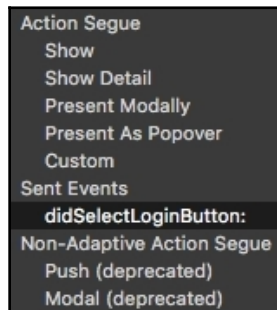 Action Segue
Show
Show Detail
Present Modally
Present As Popover
Custom
Sent Events
didSelectLoginButton:
Non-Adaptive Action Segue
Push (deprecated)
Modal (deprecated)